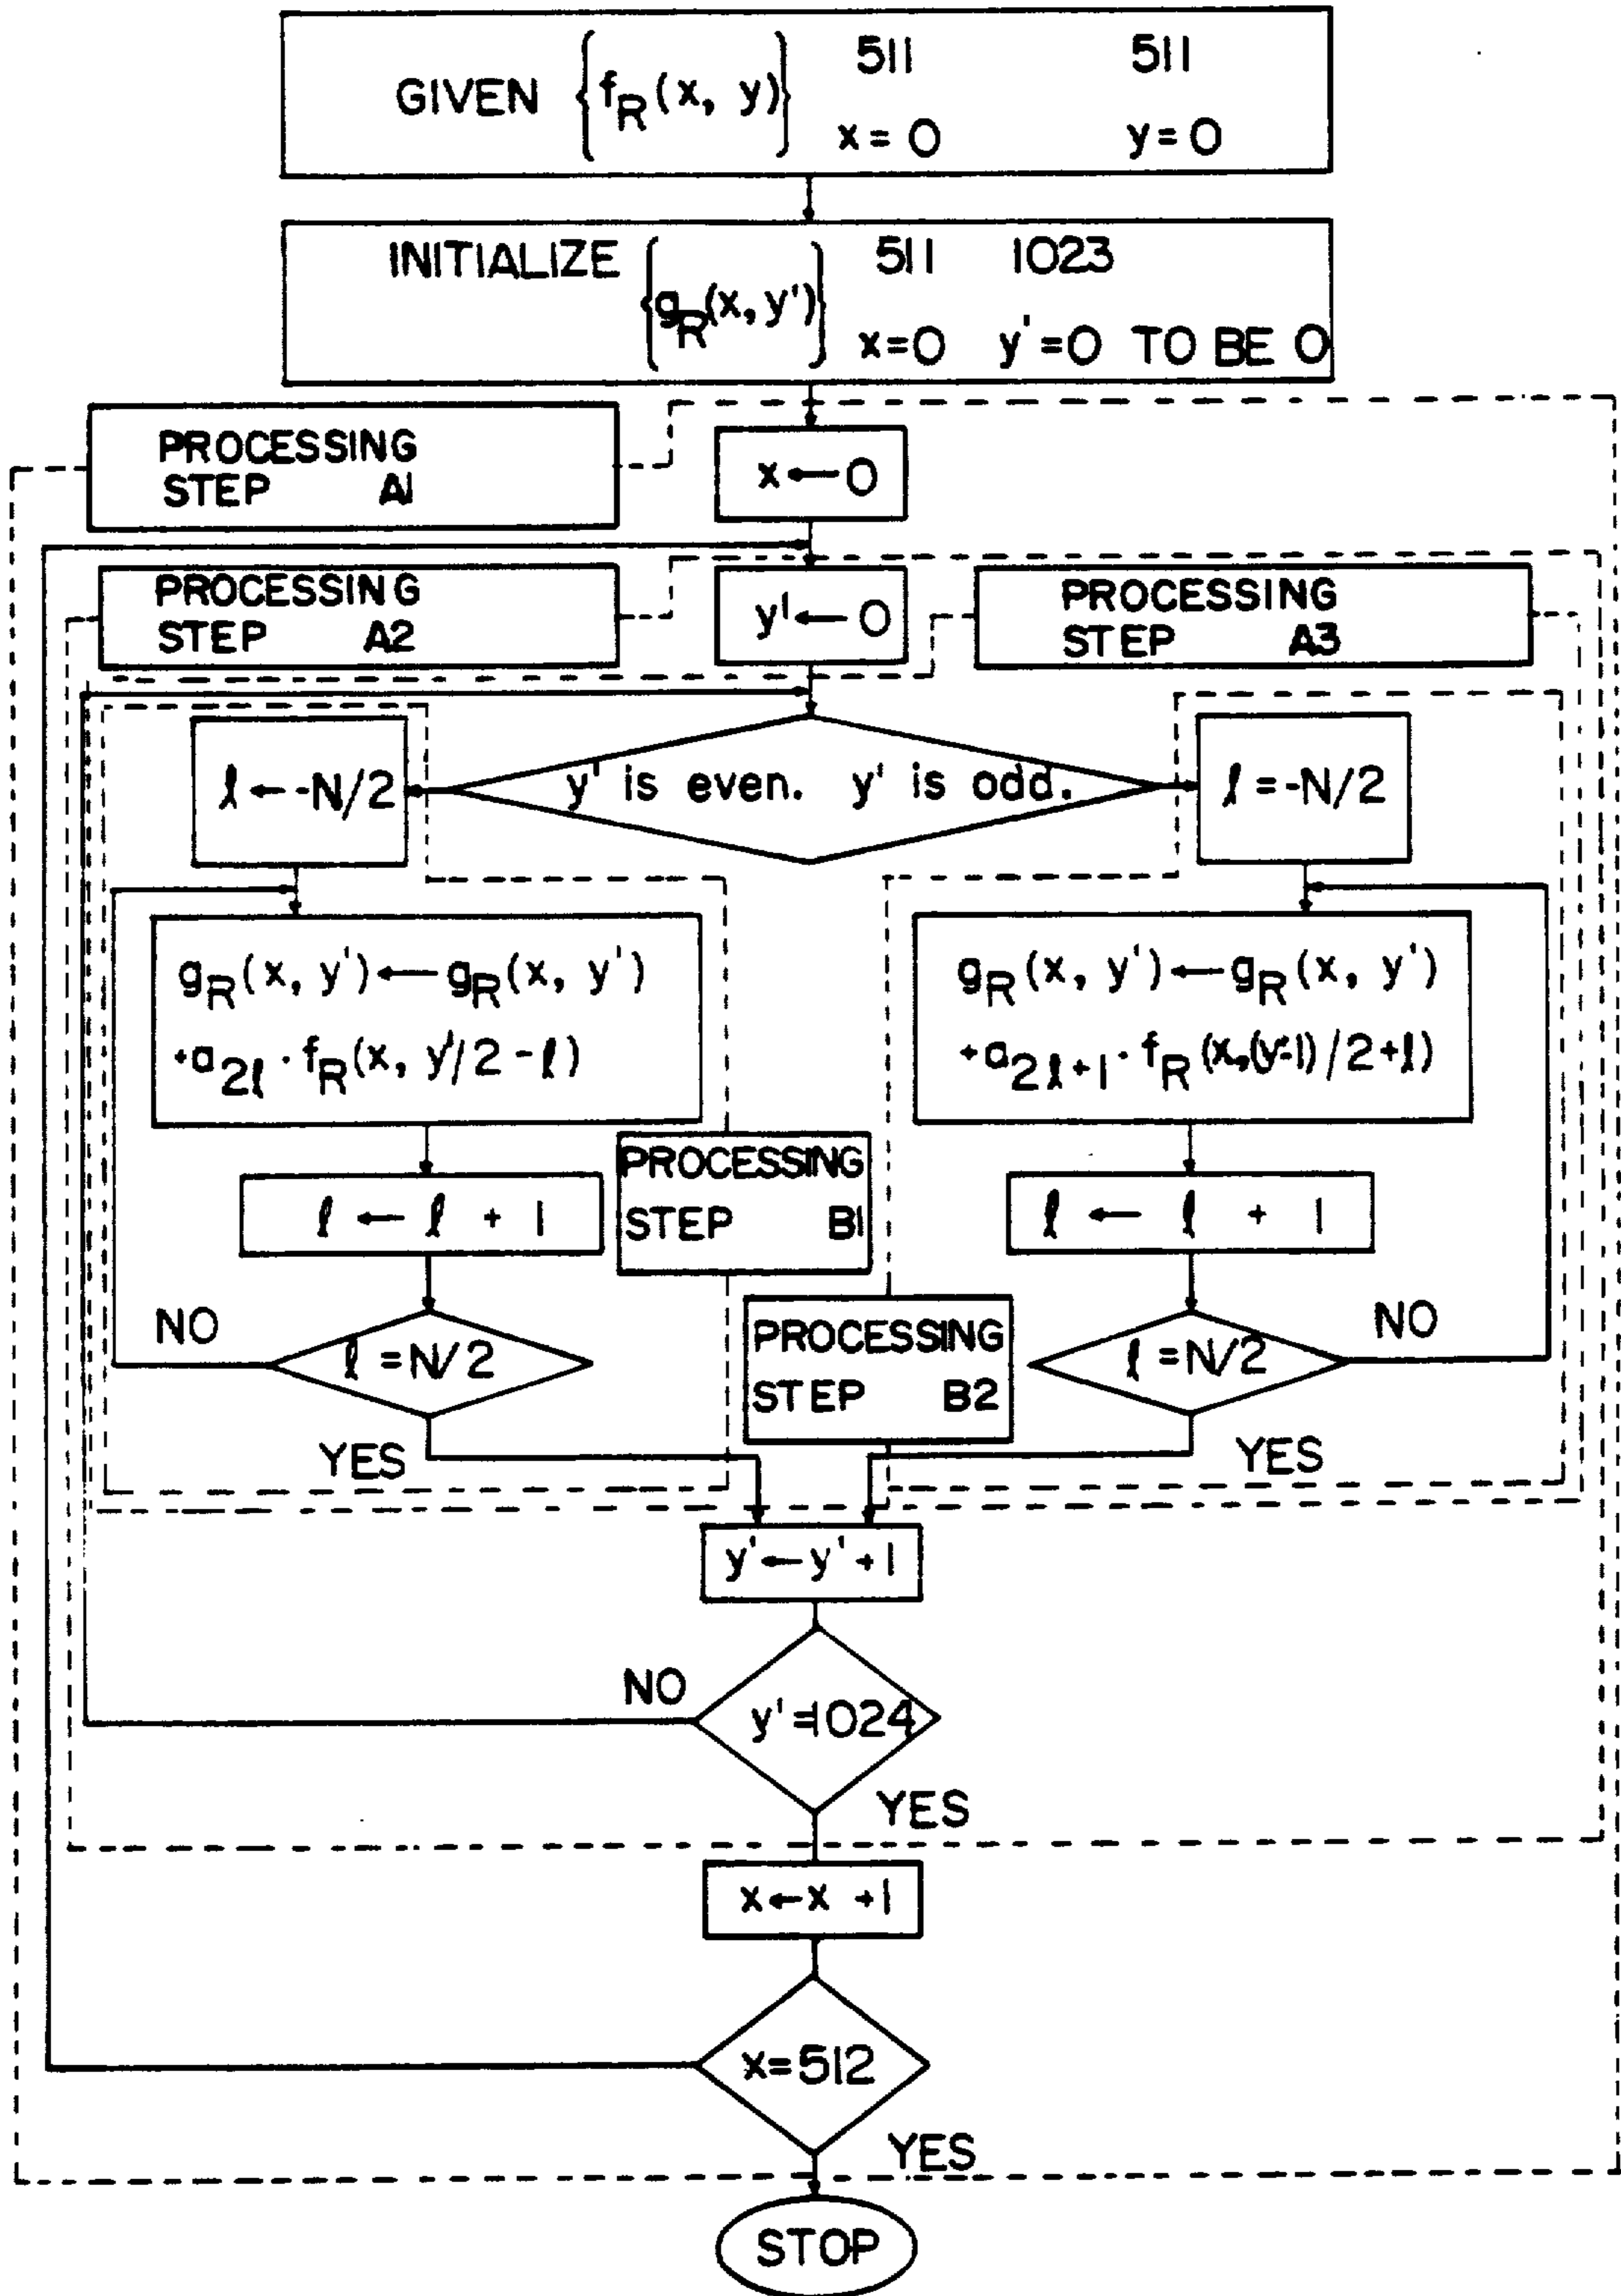 511 511
GIVEN {f_R(x, y)}
x = 0 y = 0
INITIALIZE 511 1023
{g_R(x, y')}
x=0 y'=0 TO BE 0
PROCESSING
STEP A1
x ← 0
PROCESSING
STEP A2
y' ← 0
PROCESSING
STEP A3
ℓ ← -N/2
y' is even. y' is odd.
ℓ = -N/2
g_R(x, y') ← g_R(x, y')
+a_2ℓ · f_R(x, y'/2 - ℓ)
g_R(x, y') ← g_R(x, y')
+a_2ℓ+1 · f_R(x,(y'-1)/2+ℓ)
PROCESSING
STEP B1
ℓ ← ℓ + 1
ℓ ← ℓ + 1
NO
ℓ = N/2
PROCESSING
STEP B2
ℓ = N/2
NO
YES
YES
y' ← y' + 1
NO
y'=1024
YES
x ← x + 1
x=512
YES
STOP